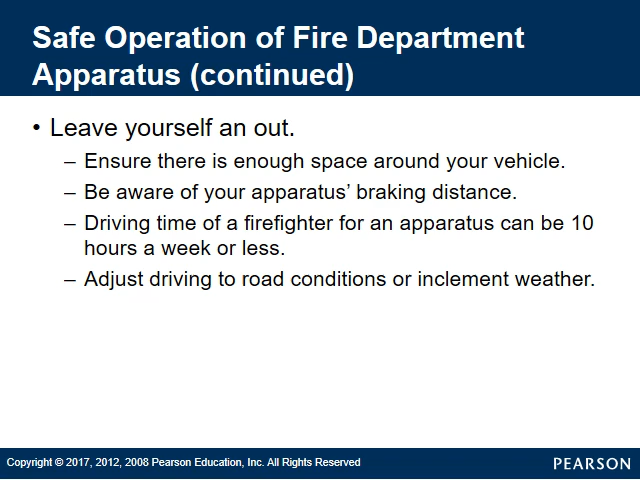 Safe Operation of Fire Department
Apparatus (continued)
• Leave yourself an out.
– Ensure there is enough space around your vehicle.
– Be aware of your apparatus’ braking distance.
– Driving time of a firefighter for an apparatus can be 10
hours a week or less.
– Adjust driving to road conditions or inclement weather.
Copyright © 2017, 2012, 2008 Pearson Education, Inc. All Rights Reserved
PEARSON